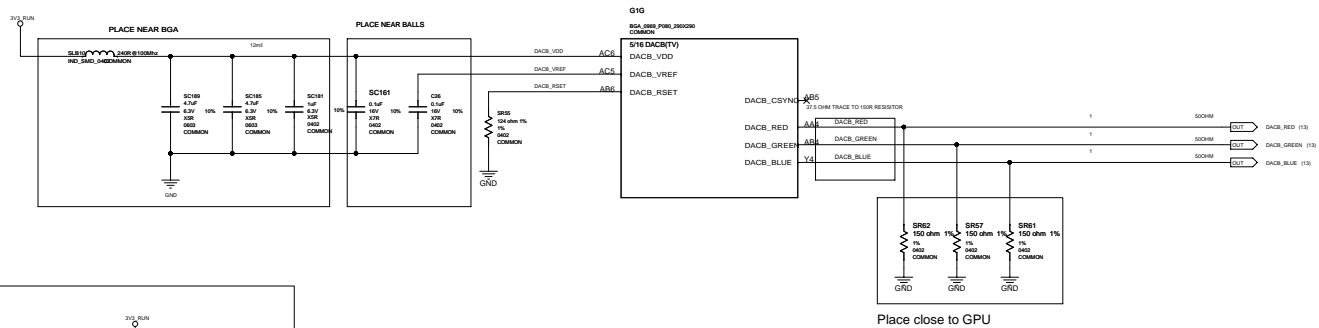 3V3_RUN
PLACE NEAR BGA
PLACE NEAR BALLS
G1G
BGA_0969_P080_290X290
COMMON
5/16 DACB(TV)
SLB10
240R@100Mhz
IND_SMD_0402
COMMON
12mil
DACB_VDD
AC6
DACB_VDD
DACB_VREF
AC5
DACB_VREF
DACB_RSET
AB6
DACB_RSET
SC189
4.7uF
6.3V 10%
X5R
0603
COMMON
SC185
4.7uF
6.3V 10%
X5R
0603
COMMON
SC181
1uF
6.3V 10%
X5R
0402
COMMON
SC161
0.1uF
16V 10%
X7R
0402
COMMON
C26
0.1uF
16V 10%
X7R
0402
COMMON
SR55
124 ohm 1%
1%
0402
COMMON
GND
GND
DACB_CSYNC
AB5
37.5 OHM TRACE TO 150R RESISITOR
DACB_RED
AA4
DACB_RED
1
50OHM
OUT
DACB_RED (13)
DACB_GREEN
AB4
DACB_GREEN
1
50OHM
OUT
DACB_GREEN (13)
DACB_BLUE
Y4
DACB_BLUE
1
50OHM
OUT
DACB_BLUE (13)
SR62
150 ohm 1%
1%
0402
COMMON
SR57
150 ohm 1%
1%
0402
COMMON
SR61
150 ohm 1%
1%
0402
COMMON
GND
GND
GND
Place close to GPU
3V3_RUN